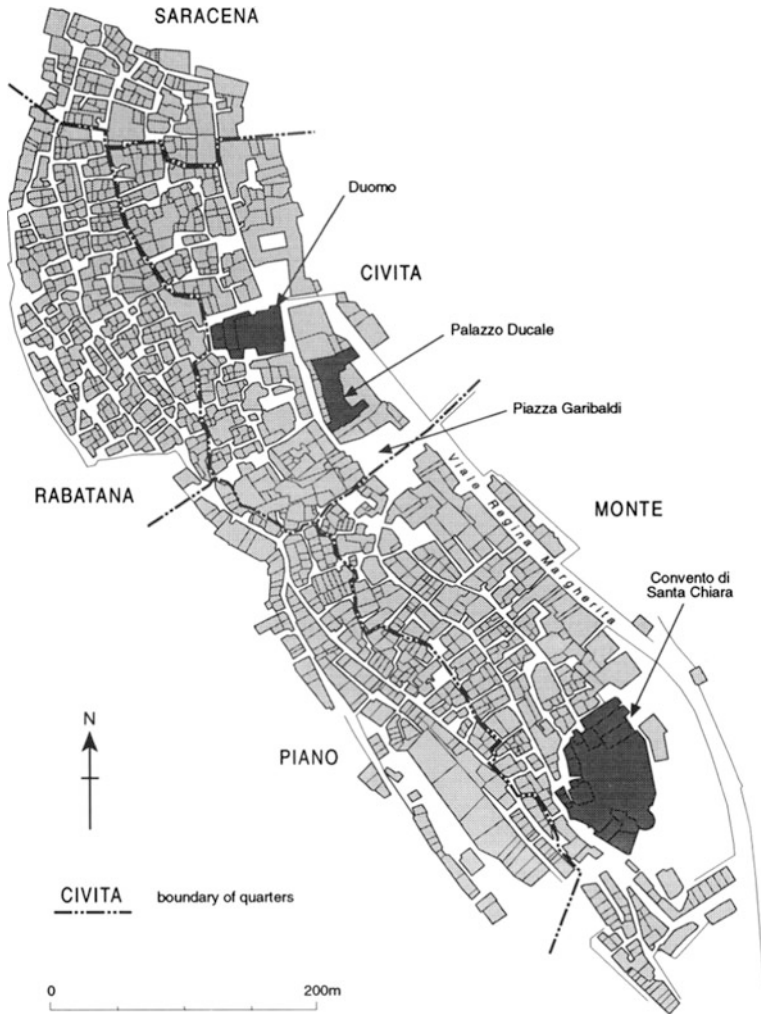 SARACENA
Duomo
CIVITA
Palazzo Ducale
Piazza Garibaldi
RABATANA
Viale Regina Margherita
MONTE
Convento di
Santa Chiara
N
PIANO
CIVITA boundary of quarters
0 200m